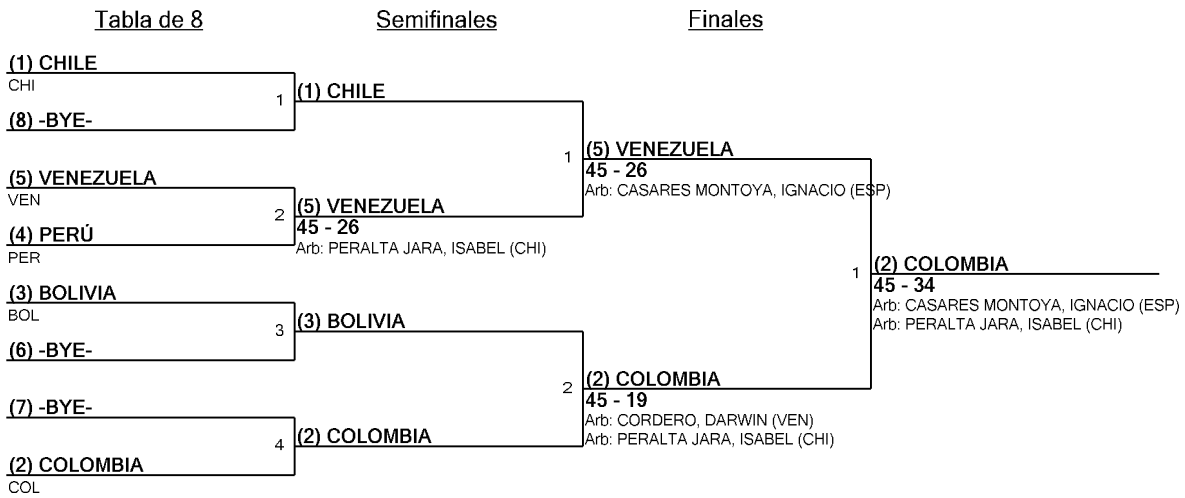 Tabla de 8
Semifinales
Finales
(1) CHILE
CHI
(8) -BYE-
(5) VENEZUELA
VEN
(4) PERÚ
PER
(3) BOLIVIA
BOL
(6) -BYE-
(7) -BYE-
(2) COLOMBIA
COL
1
2
3
4
(1) CHILE
(5) VENEZUELA
45 - 26
Arb: PERALTA JARA, ISABEL (CHI)
(3) BOLIVIA
(2) COLOMBIA
1
2
(5) VENEZUELA
45 - 26
Arb: CASARES MONTOYA, IGNACIO (ESP)
(2) COLOMBIA
45 - 19
Arb: CORDERO, DARWIN (VEN)
Arb: PERALTA JARA, ISABEL (CHI)
1
(2) COLOMBIA
45 - 34
Arb: CASARES MONTOYA, IGNACIO (ESP)
Arb: PERALTA JARA, ISABEL (CHI)